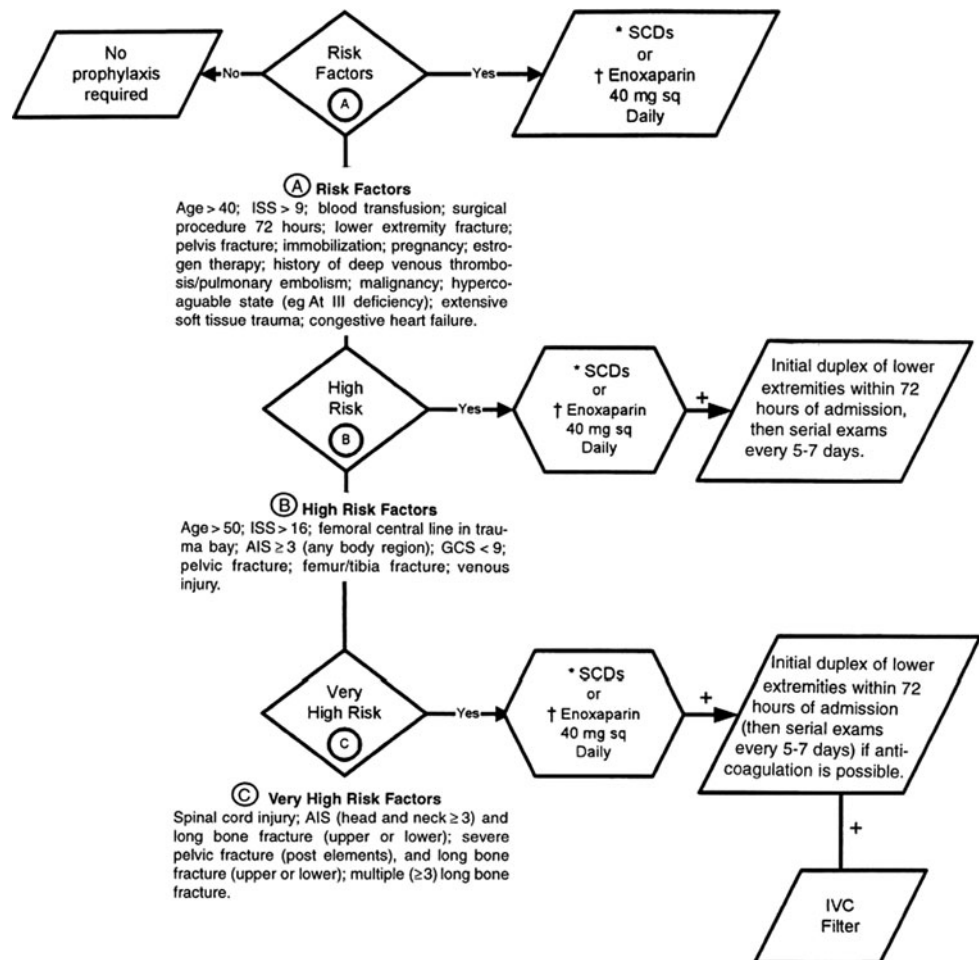 No
prophylaxis
required
No
Risk
Factors
A
Yes
* SCDs
or
† Enoxaparin
40 mg sq
Daily
A Risk Factors
Age > 40; ISS > 9; blood transfusion; surgical
procedure 72 hours; lower extremity fracture;
pelvis fracture; immobilization; pregnancy; estro-
gen therapy; history of deep venous thrombo-
sis/pulmonary embolism; malignancy; hyperco-
aguable state (eg At III deficiency); extensive
soft tissue trauma; congestive heart failure.
High
Risk
B
Yes
* SCDs
or
† Enoxaparin
40 mg sq
Daily
+
Initial duplex of lower
extremities within 72
hours of admission,
then serial exams
every 5-7 days.
B High Risk Factors
Age > 50; ISS > 16; femoral central line in trau-
ma bay; AIS ≥ 3 (any body region); GCS < 9;
pelvic fracture; femur/tibia fracture; venous
injury.
Very
High Risk
C
Yes
* SCDs
or
† Enoxaparin
40 mg sq
Daily
+
Initial duplex of lower
extremities within 72
hours of admission
(then serial exams
every 5-7 days) if anti-
coagulation is possible.
C Very High Risk Factors
Spinal cord injury; AIS (head and neck ≥ 3) and
long bone fracture (upper or lower); severe
pelvic fracture (post elements), and long bone
fracture (upper or lower); multiple (≥3) long bone
fracture.
+
IVC
Filter